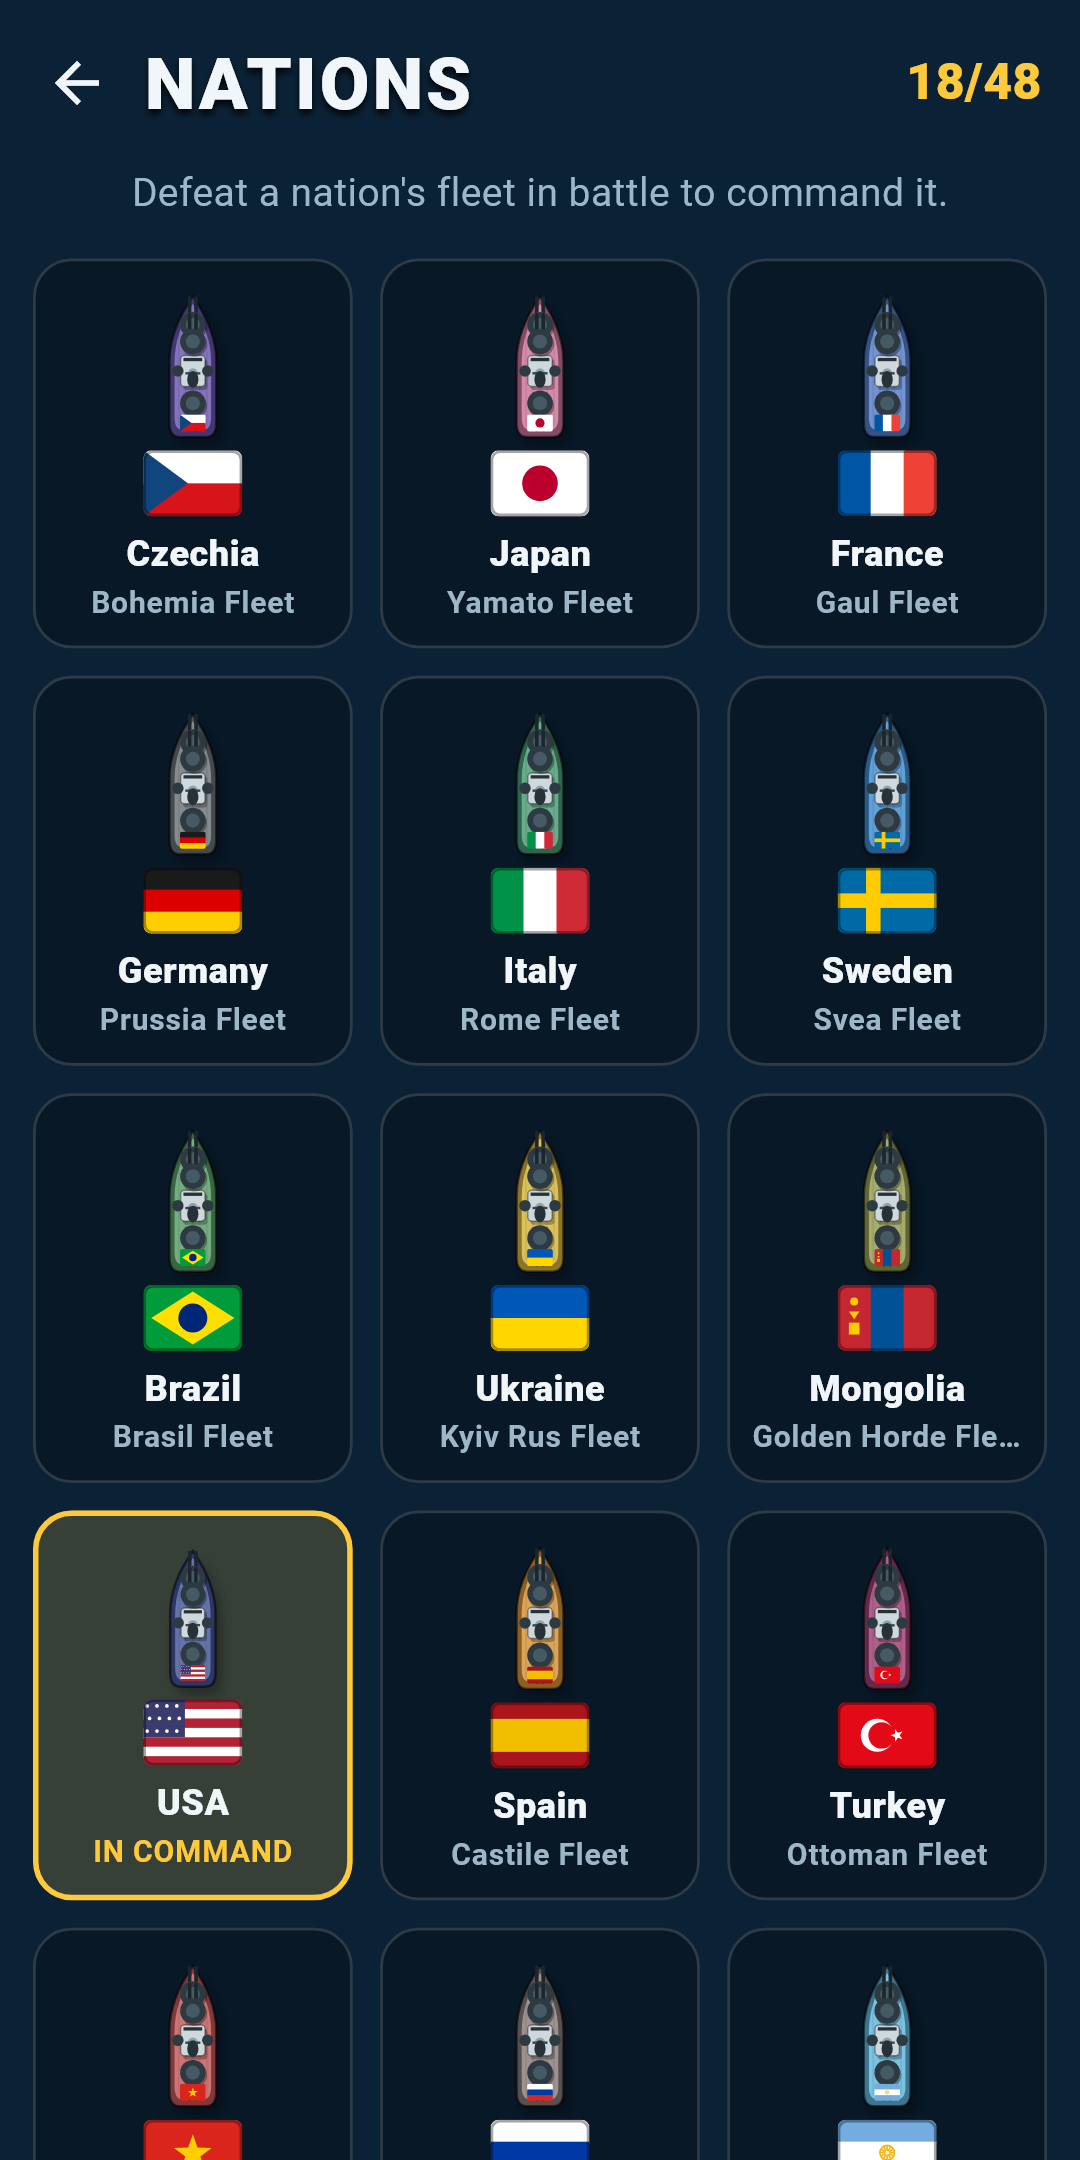 NATIONS
18/48
Defeat a nation's fleet in battle to command it.
Czechia
Bohemia Fleet
Japan
Yamato Fleet
France
Gaul Fleet
Germany
Prussia Fleet
Italy
Rome Fleet
Sweden
Svea Fleet
Brazil
Brasil Fleet
Ukraine
Kyiv Rus Fleet
Mongolia
Golden Horde Fle...
USA
IN COMMAND
Spain
Castile Fleet
Turkey
Ottoman Fleet